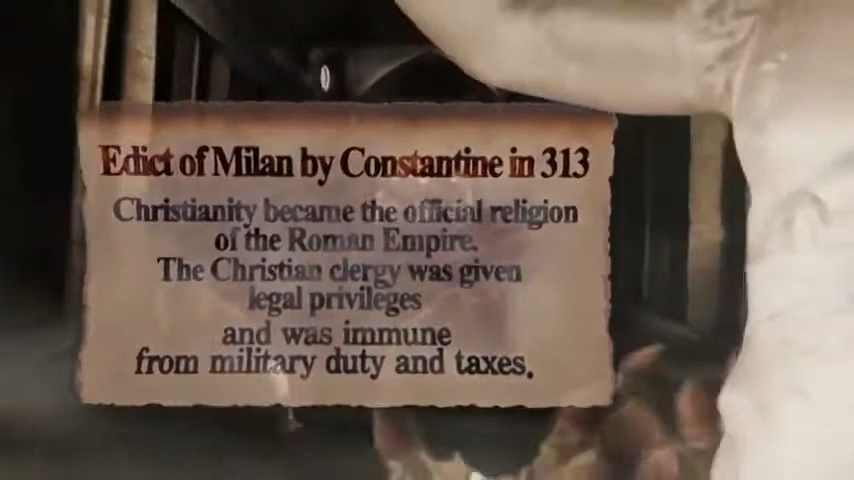 Edict of Milan by Constantine in 313
Christianity became the official religion
of the Roman Empire.
The Christian clergy was given
legal privileges
and was immune
from military duty and taxes.